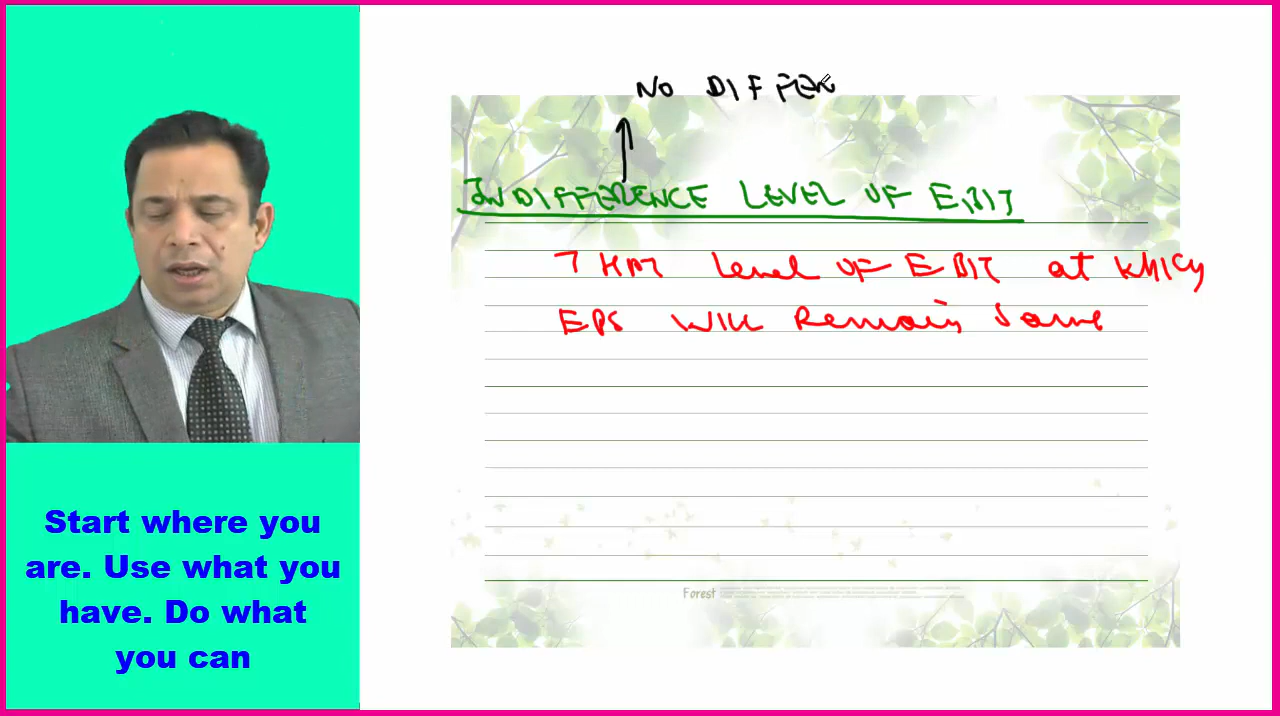 NO DIFFER
INDIFFERENCE LEVEL OF EBIT
THAT Level OF EBIT at which
EPS Will Remain Same
Start where you
are. Use what you
have. Do what
you can
Forest